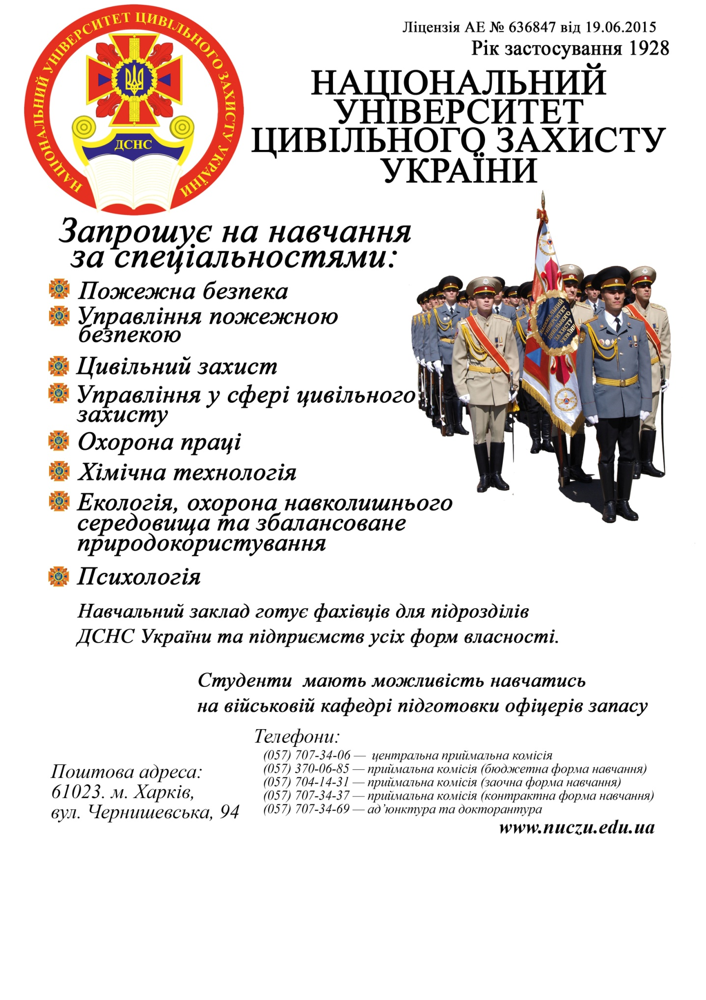 НАЦІОНАЛЬНИЙ УНІВЕРСИТЕТ ЦИВІЛЬНОГО ЗАХИСТУ УКРАЇНИ
ДСНС
Ліцензія АЕ № 636847 від 19.06.2015
Рік застосування 1928
НАЦІОНАЛЬНИЙ
УНІВЕРСИТЕТ
ЦИВІЛЬНОГО ЗАХИСТУ
УКРАЇНИ
Запрошує на навчання
за спеціальностями:
Пожежна безпека
Управління пожежною
безпекою
Цивільний захист
Управління у сфері цивільного
захисту
Охорона праці
Хімічна технологія
Екологія, охорона навколишнього
середовища та збалансоване
природокористування
Психологія
НАЦІОНАЛЬНИЙ
УНІВЕРСИТЕТ
ЦИВІЛЬНОГО
ЗАХИСТУ
УКРАЇНИ
Навчальний заклад готує фахівців для підрозділів
ДСНС України та підприємств усіх форм власності.
Студенти мають можливість навчатись
на військовій кафедрі підготовки офіцерів запасу
Телефони:
(057) 707-34-06 — центральна приймальна комісія
(057) 370-06-85 — приймальна комісія (бюджетна форма навчання)
(057) 704-14-31 — приймальна комісія (заочна форма навчання)
(057) 707-34-37 — приймальна комісія (контрактна форма навчання)
(057) 707-34-69 — ад’юнктура та докторантура
Поштова адреса:
61023. м. Харків,
вул. Чернишевська, 94
www.nuczu.edu.ua